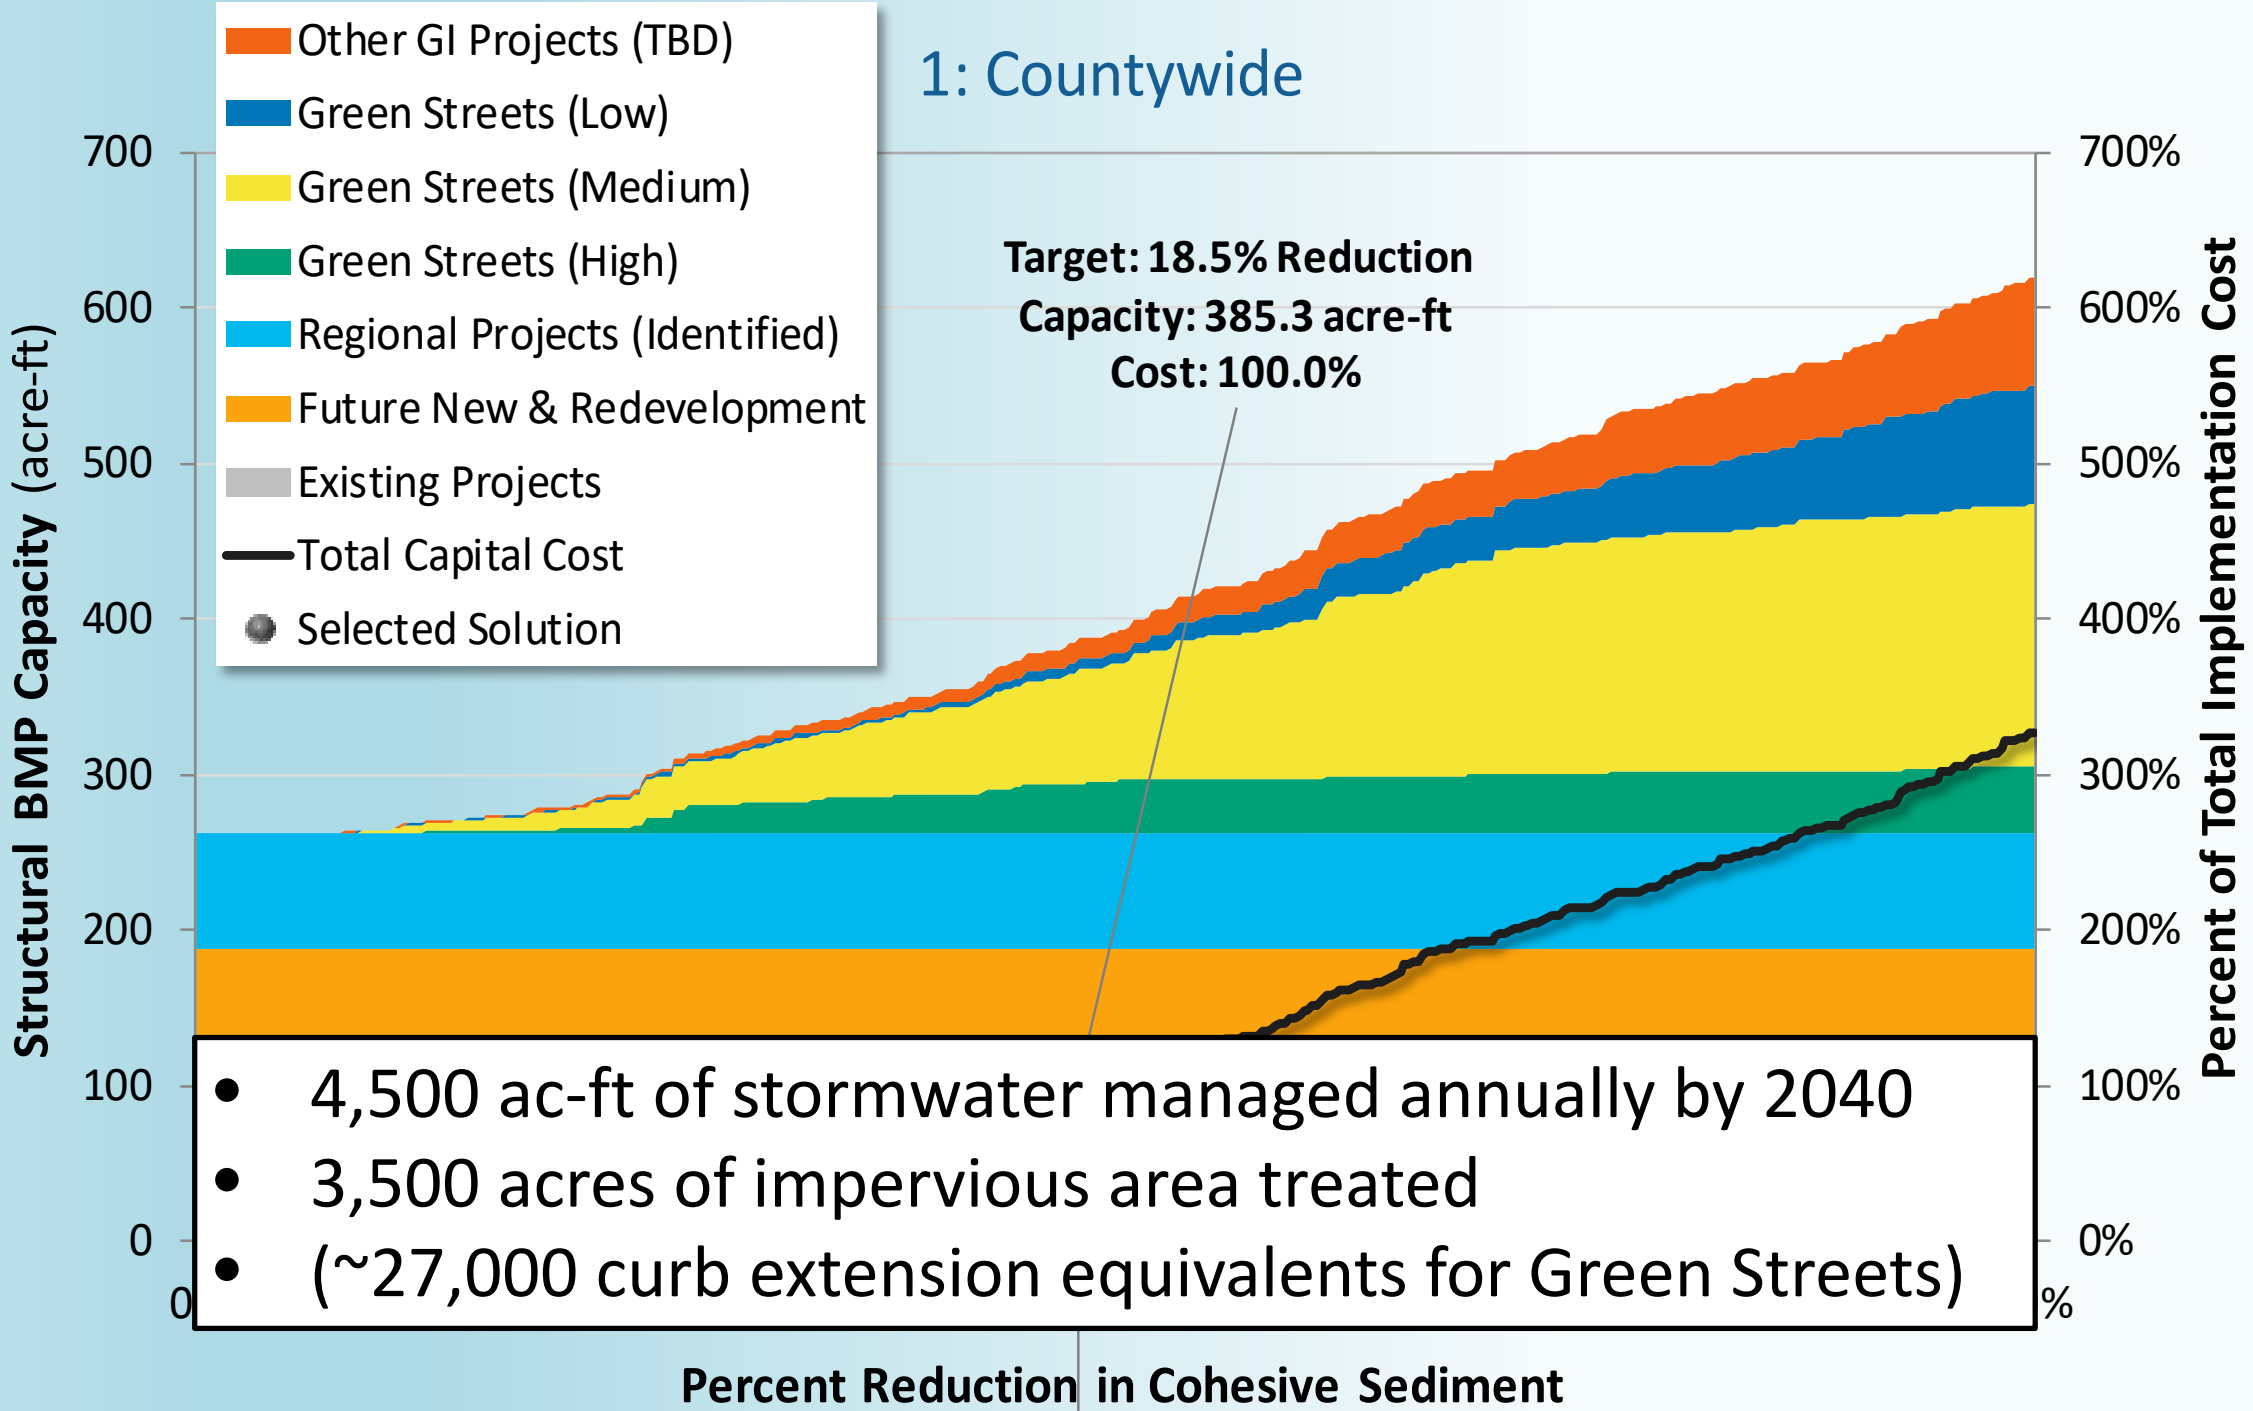 Other GI Projects (TBD)
Green Streets (Low)
Green Streets (Medium)
Green Streets (High)
Regional Projects (Identified)
Future New & Redevelopment
Existing Projects
Total Capital Cost
Selected Solution
1: Countywide
Target: 18.5% Reduction
Capacity: 385.3 acre-ft
Cost: 100.0%
Structural BMP Capacity (acre-ft)
700
600
500
400
300
200
100
0
700%
600%
500%
400%
300%
200%
100%
0%
Percent of Total Implementation Cost
• 4,500 ac-ft of stormwater managed annually by 2040
• 3,500 acres of impervious area treated
• (~27,000 curb extension equivalents for Green Streets)
0
%
Percent Reduction in Cohesive Sediment